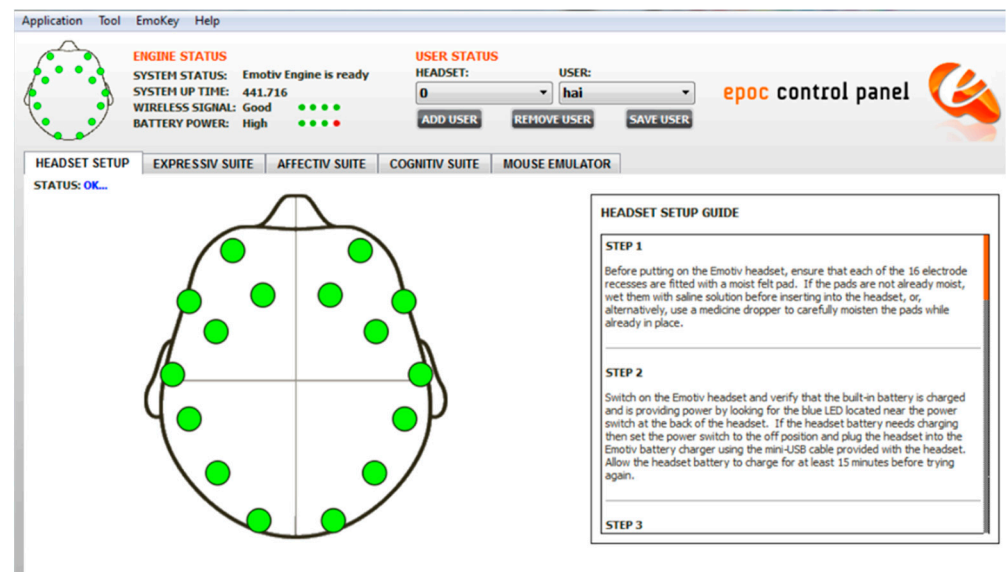 Application Tool EmoKey Help
ENGINE STATUS
SYSTEM STATUS: Emotiv Engine is ready
SYSTEM UP TIME: 441.716
WIRELESS SIGNAL: Good
BATTERY POWER: High
USER STATUS
HEADSET: USER:
0 hai
ADD USER REMOVE USER SAVE USER
epoc control panel
HEADSET SETUP EXPRESSIV SUITE AFFECTIV SUITE COGNITIV SUITE MOUSE EMULATOR
STATUS: OK...
HEADSET SETUP GUIDE
STEP 1
Before putting on the Emotiv headset, ensure that each of the 16 electrode
recesses are fitted with a moist felt pad. If the pads are not already moist,
wet them with saline solution before inserting into the headset, or,
alternatively, use a medicine dropper to carefully moisten the pads while
already in place.
STEP 2
Switch on the Emotiv headset and verify that the built-in battery is charged
and is providing power by looking for the blue LED located near the power
switch at the back of the headset. If the headset battery needs charging
then set the power switch to the off position and plug the headset into the
Emotiv battery charger using the mini-USB cable provided with the headset.
Allow the headset battery to charge for at least 15 minutes before trying
again.
STEP 3